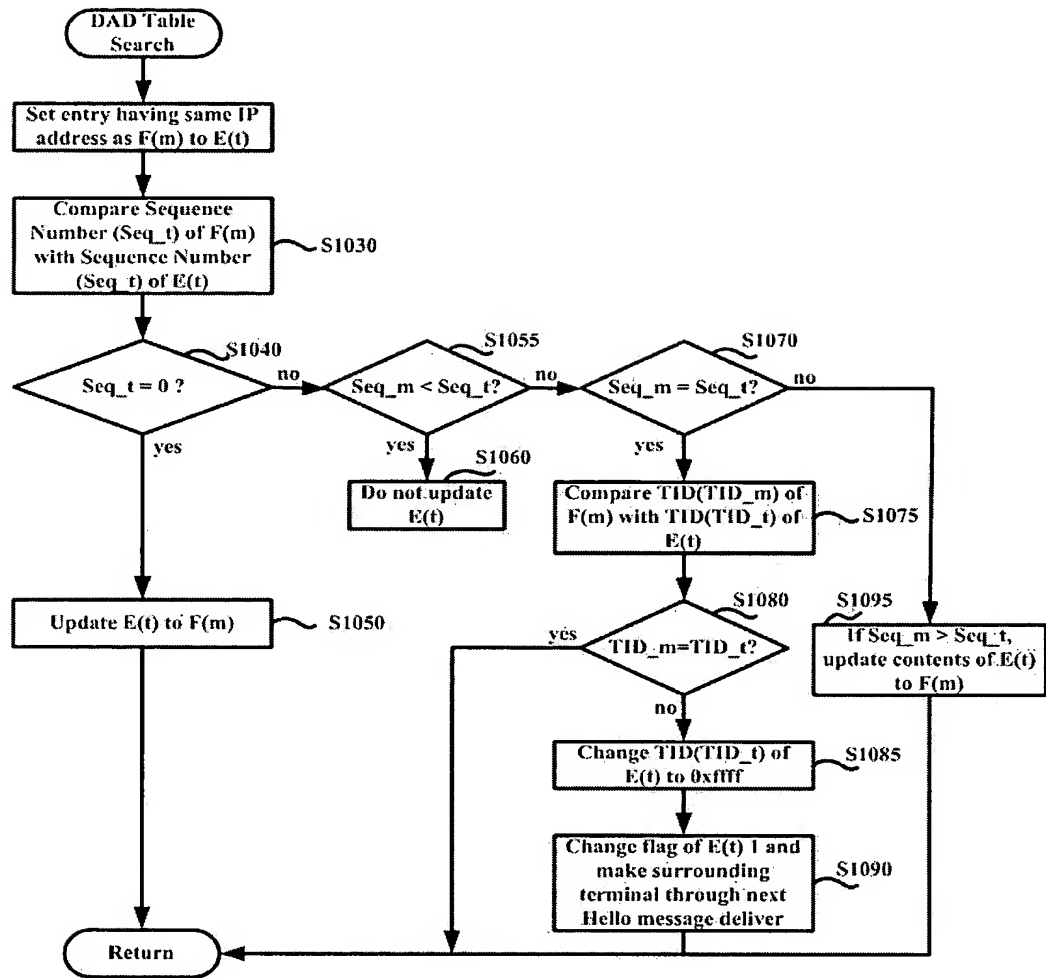 DAD Table
Search
Set entry having same IP
address as F(m) to E(t)
Compare Sequence
Number (Seq_t) of F(m)
with Sequence Number
(Seq_t) of E(t)
S1030
S1040
Seq_t = 0 ?
no
yes
S1055
Seq_m < Seq_t?
no
yes
S1060
Do not update
E(t)
S1070
Seq_m = Seq_t?
no
yes
Compare TID(TID_m) of
F(m) with TID(TID_t) of
E(t)
S1075
S1080
TID_m=TID_t?
yes
no
Update E(t) to F(m)
S1050
S1095
If Seq_m > Seq_t,
update contents of E(t)
to F(m)
Change TID(TID_t) of
E(t) to 0xffff
S1085
Change flag of E(t) 1 and
make surrounding
terminal through next
Hello message deliver
S1090
Return